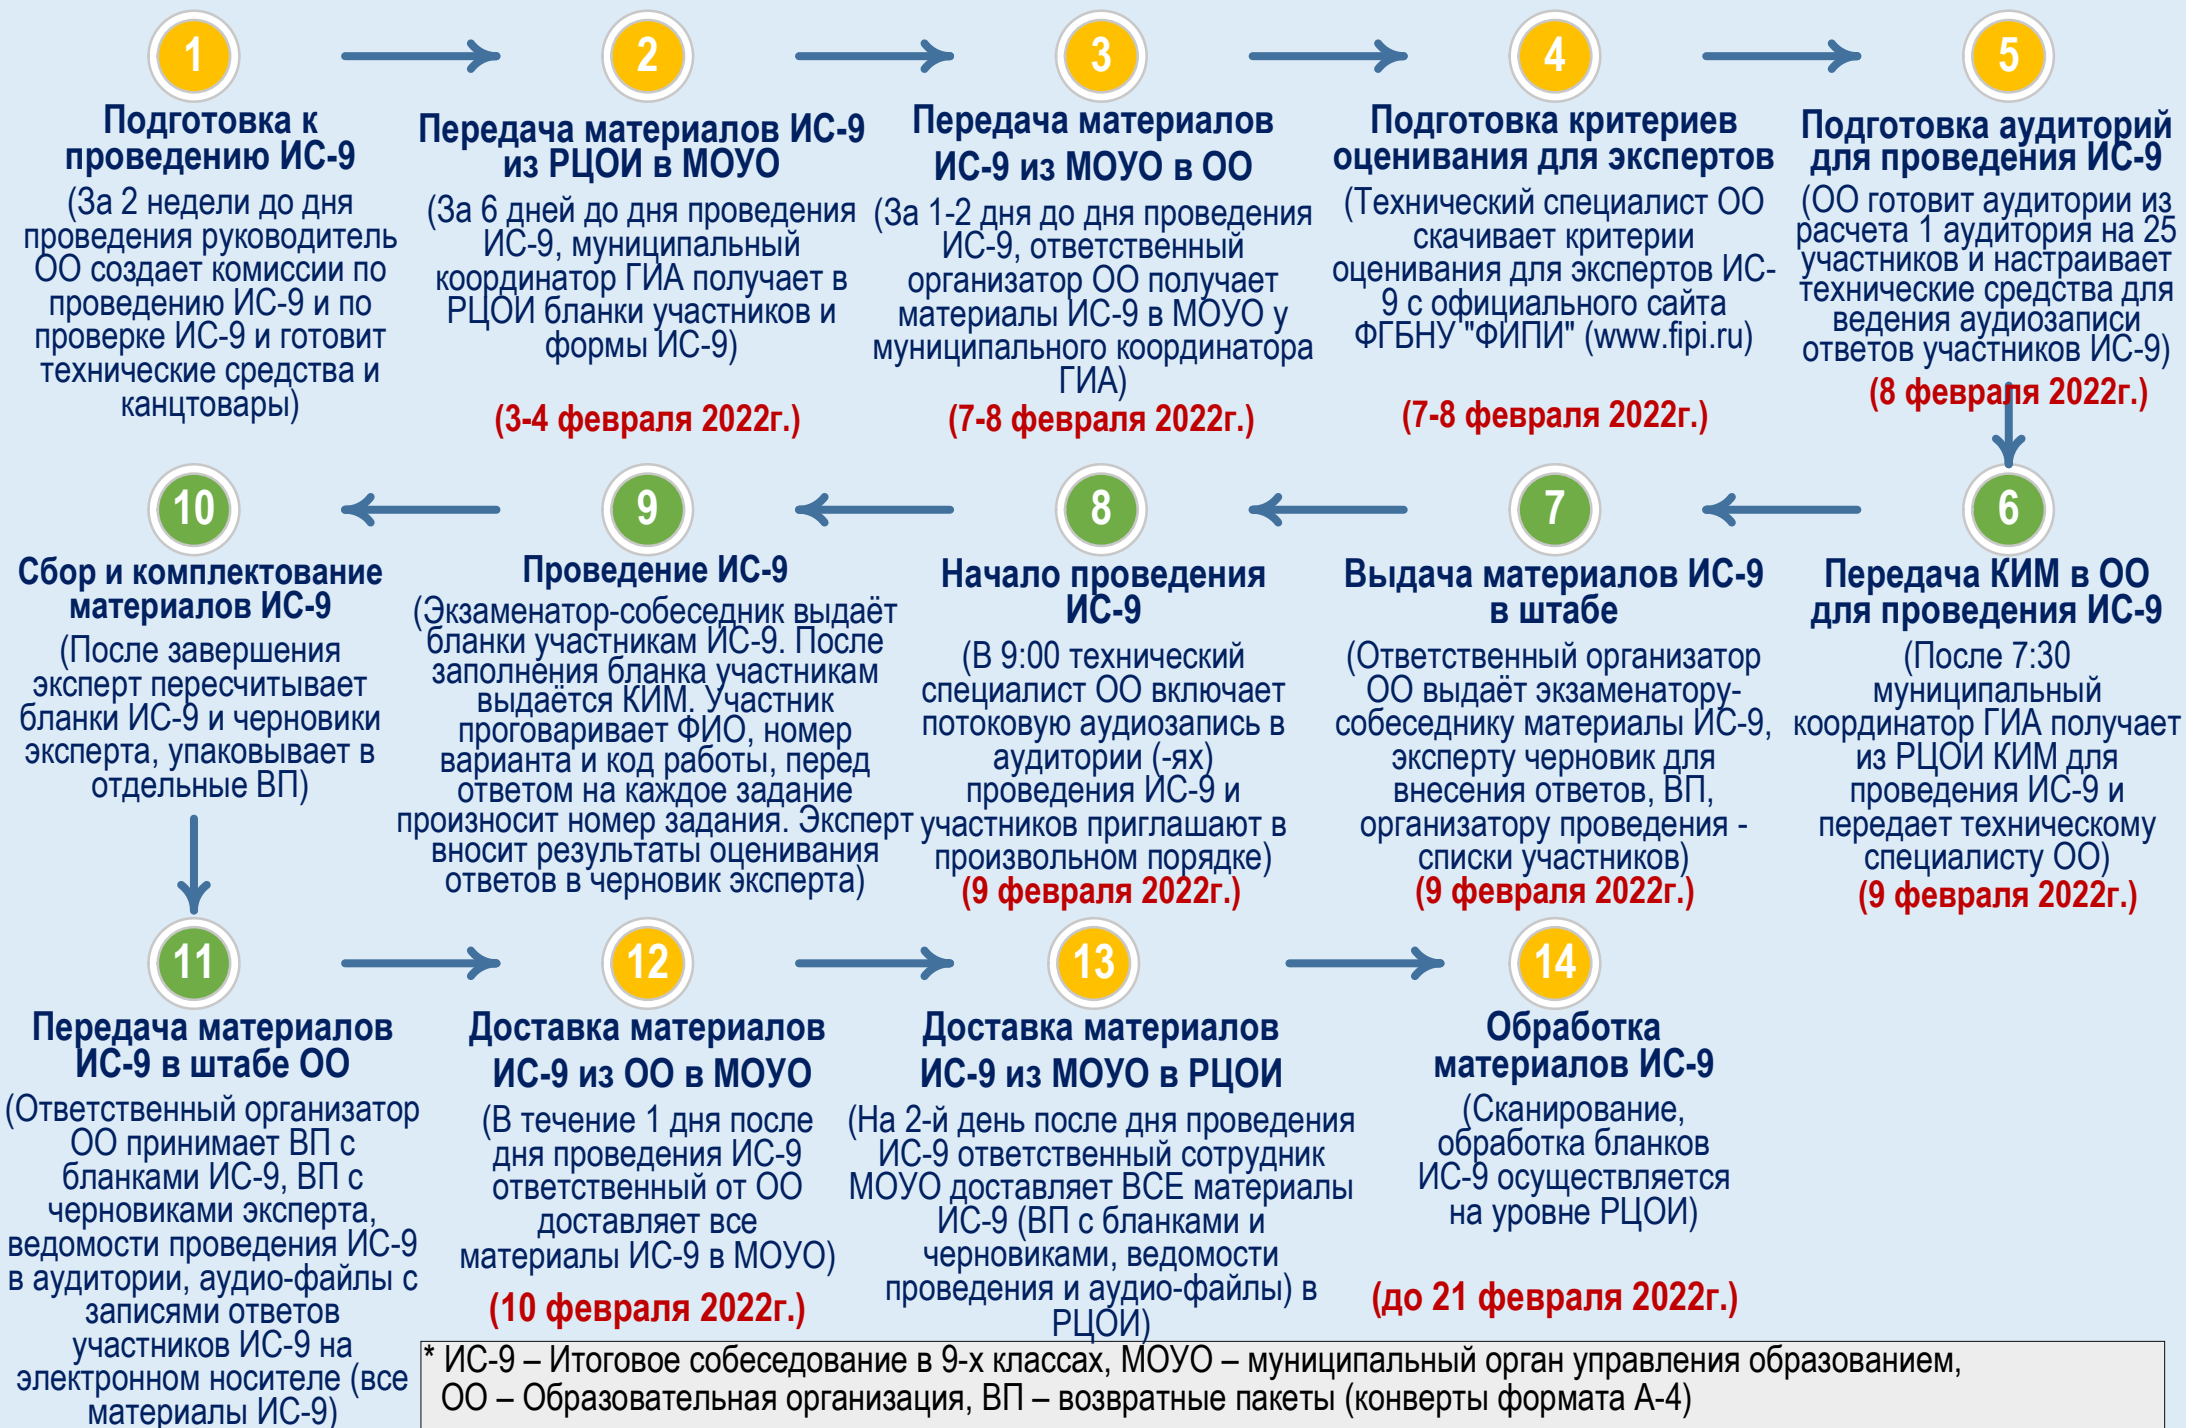 1
Подготовка к
проведению ИС-9
(За 2 недели до дня
проведения руководитель
ОО создает комиссии по
проведению ИС-9 и по
проверке ИС-9 и готовит
технические средства и
канцтовары)
2
Передача материалов ИС-9
из РЦОИ в МОУО
(За 6 дней до дня проведения
ИС-9, муниципальный
координатор ГИА получает в
РЦОИ бланки участников и
формы ИС-9)
(3-4 февраля 2022г.)
3
Передача материалов
ИС-9 из МОУО в ОО
(За 1-2 дня до дня проведения
ИС-9, ответственный
организатор ОО получает
материалы ИС-9 в МОУО у
муниципального координатора
ГИА)
(7-8 февраля 2022г.)
4
Подготовка критериев
оценивания для экспертов
(Технический специалист ОО
скачивает критерии
оценивания для экспертов ИС-
9 с официального сайта
ФГБНУ "ФИПИ" (www.fipi.ru)
(7-8 февраля 2022г.)
5
Подготовка аудиторий
для проведения ИС-9
(ОО готовит аудитории из
расчета 1 аудитория на 25
участников и настраивает
технические средства для
ведения аудиозаписи
ответов участников ИС-9)
(8 февраля 2022г.)
6
Передача КИМ в ОО
для проведения ИС-9
(После 7:30
муниципальный
координатор ГИА получает
из РЦОИ КИМ для
проведения ИС-9 и
передает техническому
специалисту ОО)
(9 февраля 2022г.)
7
Выдача материалов ИС-9
в штабе
(Ответственный организатор
ОО выдаёт экзаменатору-
собеседнику материалы ИС-9,
эксперту черновик для
внесения ответов, ВП,
организатору проведения -
списки участников)
(9 февраля 2022г.)
8
Начало проведения
ИС-9
(В 9:00 технический
специалист ОО включает
потоковую аудиозапись в
аудитории (-ях)
проведения ИС-9 и
участников приглашают в
произвольном порядке)
(9 февраля 2022г.)
9
Проведение ИС-9
(Экзаменатор-собеседник выдаёт
бланки участникам ИС-9. После
заполнения бланка участникам
выдаётся КИМ. Участник
проговаривает ФИО, номер
варианта и код работы, перед
ответом на каждое задание
произносит номер задания. Эксперт
вносит результаты оценивания
ответов в черновик эксперта)
10
Сбор и комплектование
материалов ИС-9
(После завершения
эксперт пересчитывает
бланки ИС-9 и черновики
эксперта, упаковывает в
отдельные ВП)
11
Передача материалов
ИС-9 в штабе ОО
(Ответственный организатор
ОО принимает ВП с
бланками ИС-9, ВП с
черновиками эксперта,
ведомости проведения ИС-9
в аудитории, аудио-файлы с
записями ответов
участников ИС-9 на
электронном носителе (все
материалы ИС-9)
12
Доставка материалов
ИС-9 из ОО в МОУО
(В течение 1 дня после
дня проведения ИС-9
ответственный от ОО
доставляет все
материалы ИС-9 в МОУО)
(10 февраля 2022г.)
13
Доставка материалов
ИС-9 из МОУО в РЦОИ
(На 2-й день после дня проведения
ИС-9 ответственный сотрудник
МОУО доставляет ВСЕ материалы
ИС-9 (ВП с бланками и
черновиками, ведомости
проведения и аудио-файлы) в
РЦОИ)
14
Обработка
материалов ИС-9
(Сканирование,
обработка бланков
ИС-9 осуществляется
на уровне РЦОИ)
(до 21 февраля 2022г.)
* ИС-9 – Итоговое собеседование в 9-х классах, МОУО – муниципальный орган управления образованием,
ОО – Образовательная организация, ВП – возвратные пакеты (конверты формата А-4)